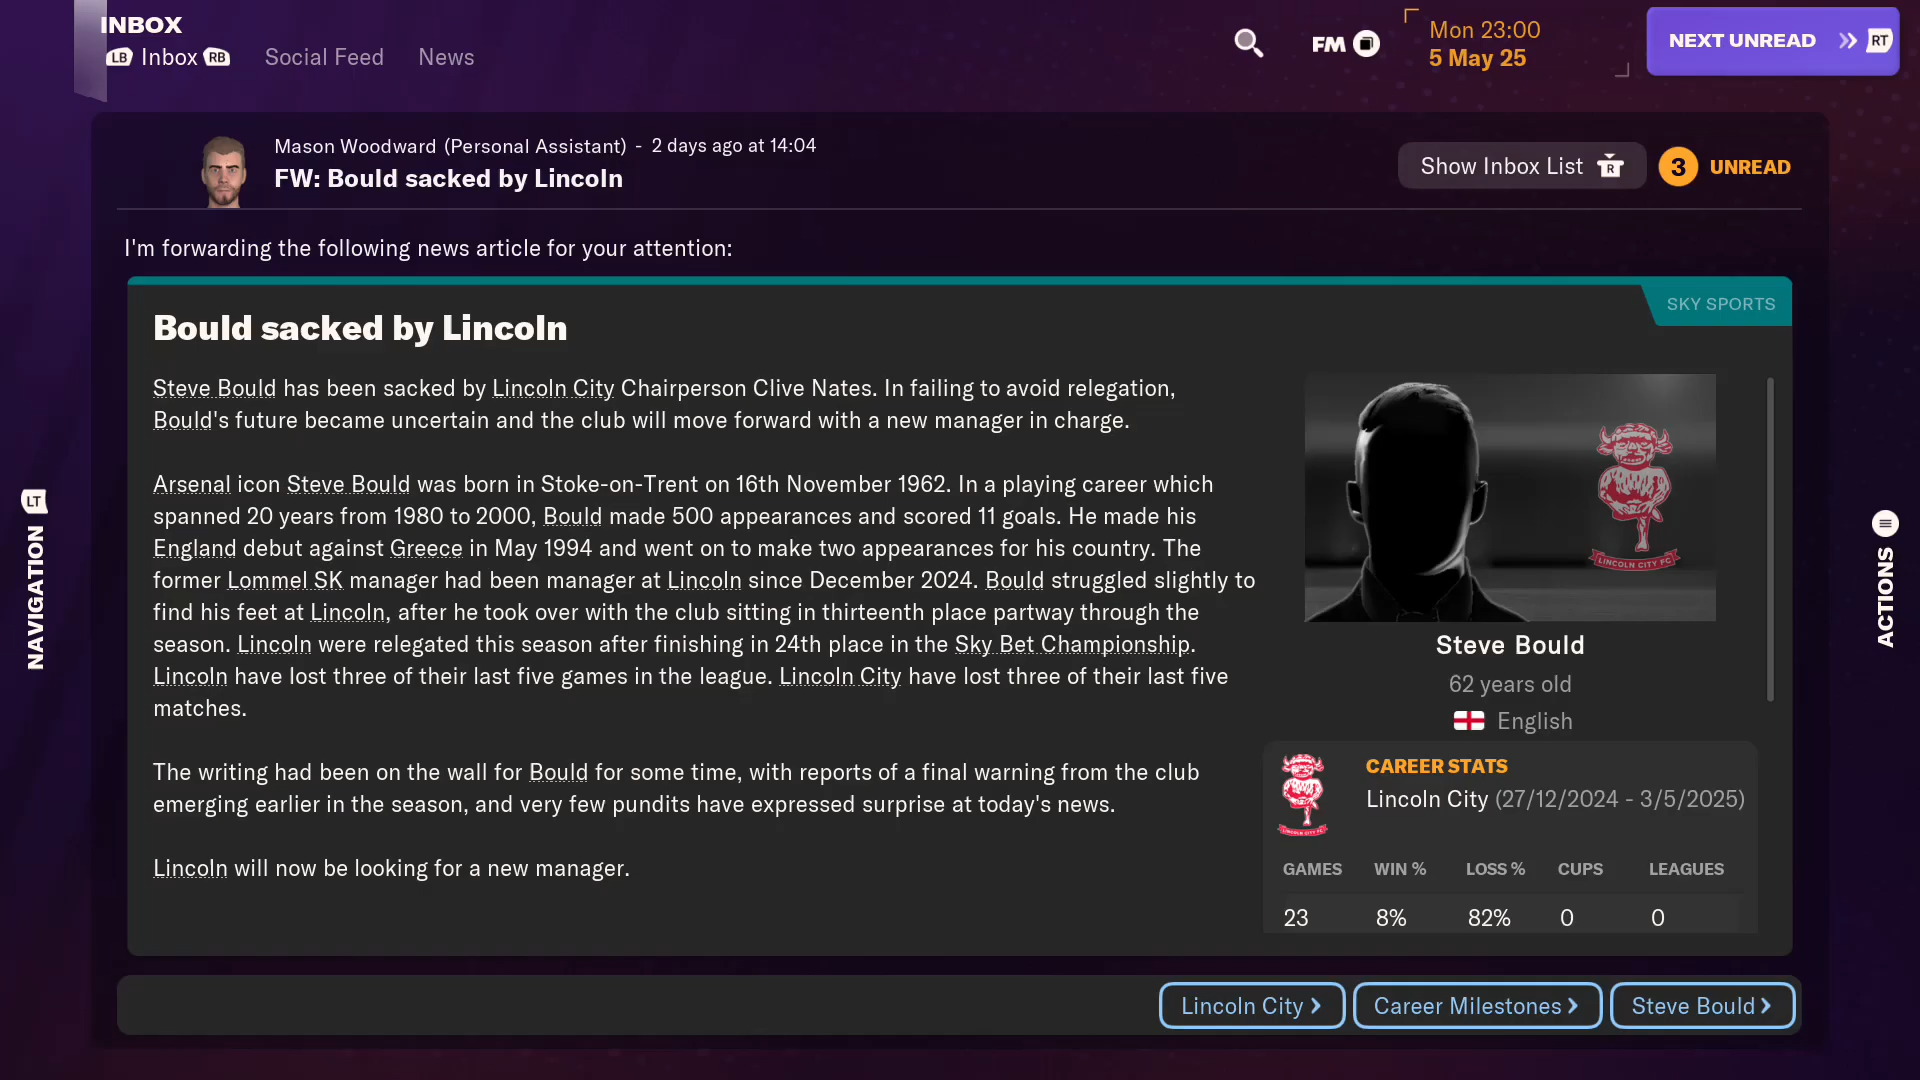 INBOX
LB Inbox RB Social Feed News
FM
Mon 23:00
5 May 25
NEXT UNREAD RT
Mason Woodward (Personal Assistant) - 2 days ago at 14:04
FW: Bould sacked by Lincoln
Show Inbox List R
3 UNREAD
I'm forwarding the following news article for your attention:
SKY SPORTS
Bould sacked by Lincoln
Steve Bould has been sacked by Lincoln City Chairperson Clive Nates. In failing to avoid relegation,
Bould's future became uncertain and the club will move forward with a new manager in charge.
Arsenal icon Steve Bould was born in Stoke-on-Trent on 16th November 1962. In a playing career which
spanned 20 years from 1980 to 2000, Bould made 500 appearances and scored 11 goals. He made his
England debut against Greece in May 1994 and went on to make two appearances for his country. The
former Lommel SK manager had been manager at Lincoln since December 2024. Bould struggled slightly to
find his feet at Lincoln, after he took over with the club sitting in thirteenth place partway through the
season. Lincoln were relegated this season after finishing in 24th place in the Sky Bet Championship.
Lincoln have lost three of their last five games in the league. Lincoln City have lost three of their last five
matches.
The writing had been on the wall for Bould for some time, with reports of a final warning from the club
emerging earlier in the season, and very few pundits have expressed surprise at today's news.
Lincoln will now be looking for a new manager.
LINCOLN CITY FC
Steve Bould
62 years old
English
LINCOLN CITY FC
CAREER STATS
Lincoln City (27/12/2024 - 3/5/2025)
GAMES WIN % LOSS % CUPS LEAGUES
23 8% 82% 0 0
Lincoln City
Career Milestones
Steve Bould
LT
NAVIGATION
ACTIONS